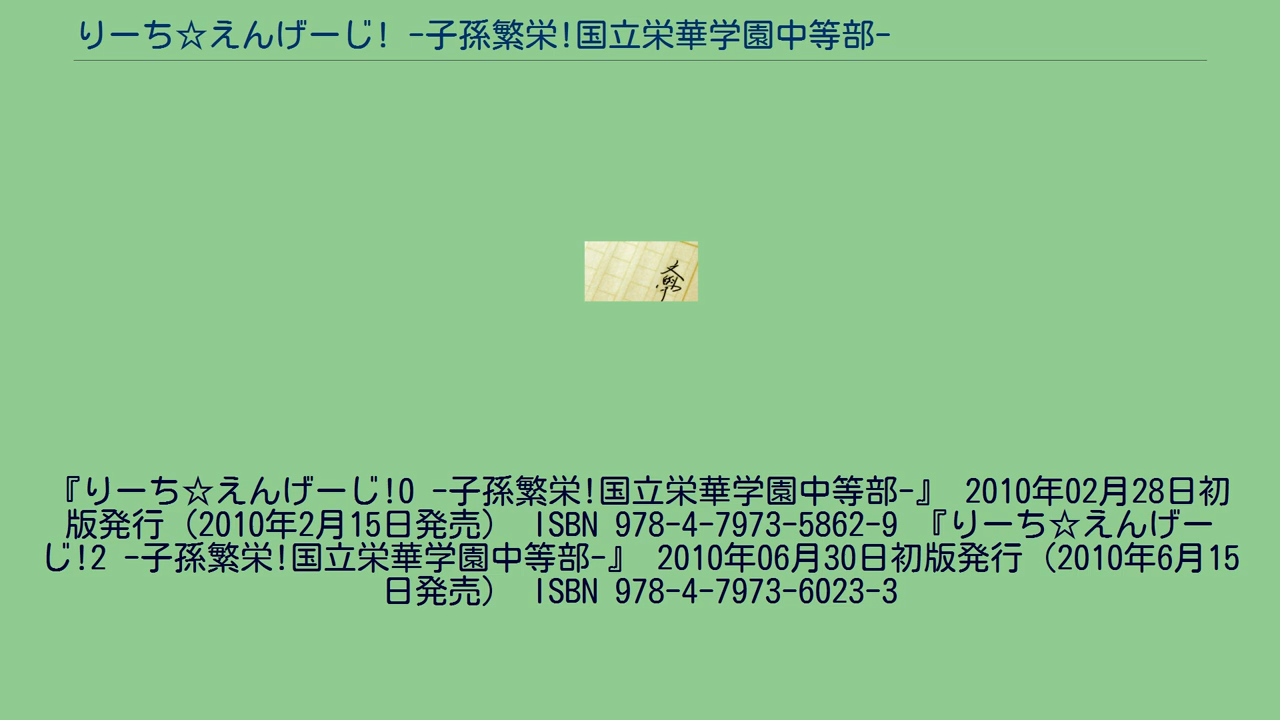 りーち☆えんげーじ! -子孫繁栄!国立栄華学園中等部-
『りーち☆えんげーじ!0 -子孫繁栄!国立栄華学園中等部-』 2010年02月28日初
版発行（2010年2月15日発売） ISBN 978-4-7973-5862-9 『りーち☆えんげー
じ!2 -子孫繁栄!国立栄華学園中等部-』 2010年06月30日初版発行（2010年6月15
日発売） ISBN 978-4-7973-6023-3